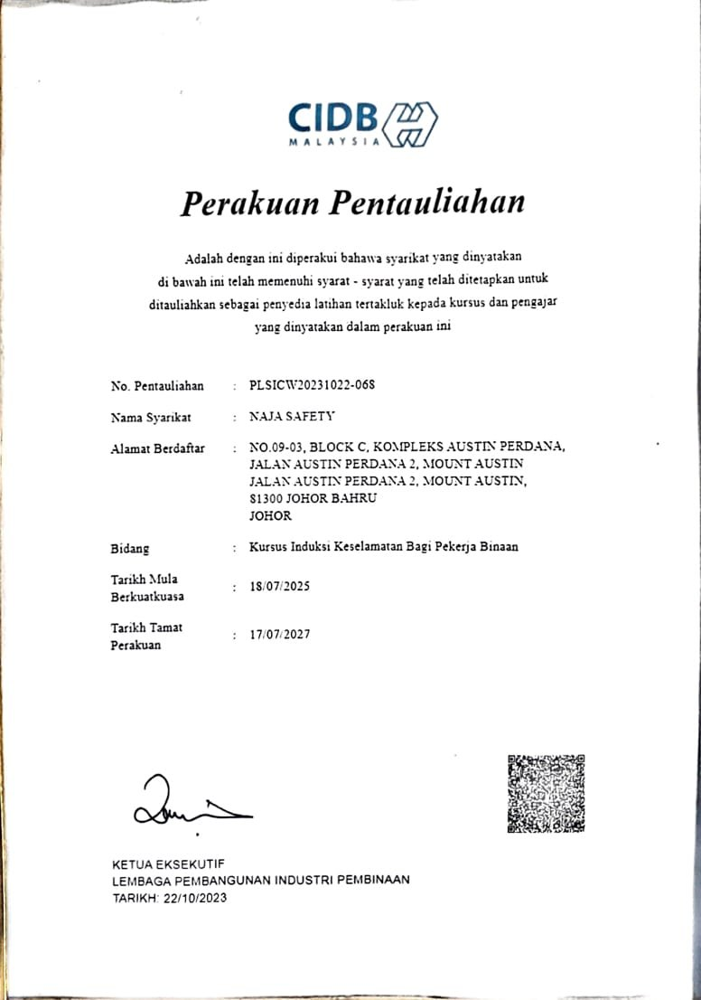 CIDB
MALAYSIA
Perakuan Pentauliahan
Adalah dengan ini diperakui bahawa syarikat yang dinyatakan
di bawah ini telah memenuhi syarat - syarat yang telah ditetapkan untuk
ditauliahkan sebagai penyedia latihan tertakluk kepada kursus dan pengajar
yang dinyatakan dalam perakuan ini
No. Pentauliahan : PLSICW20231022-068
Nama Syarikat : NAJA SAFETY
Alamat Berdaftar : NO.09-03, BLOCK C, KOMPLEKS AUSTIN PERDANA,
JALAN AUSTIN PERDANA 2, MOUNT AUSTIN
JALAN AUSTIN PERDANA 2, MOUNT AUSTIN,
81300 JOHOR BAHRU
JOHOR
Bidang : Kursus Induksi Keselamatan Bagi Pekerja Binaan
Tarikh Mula
Berkuatkuasa : 18/07/2025
Tarikh Tamat
Perakuan : 17/07/2027
KETUA EKSEKUTIF
LEMBAGA PEMBANGUNAN INDUSTRI PEMBINAAN
TARIKH: 22/10/2023